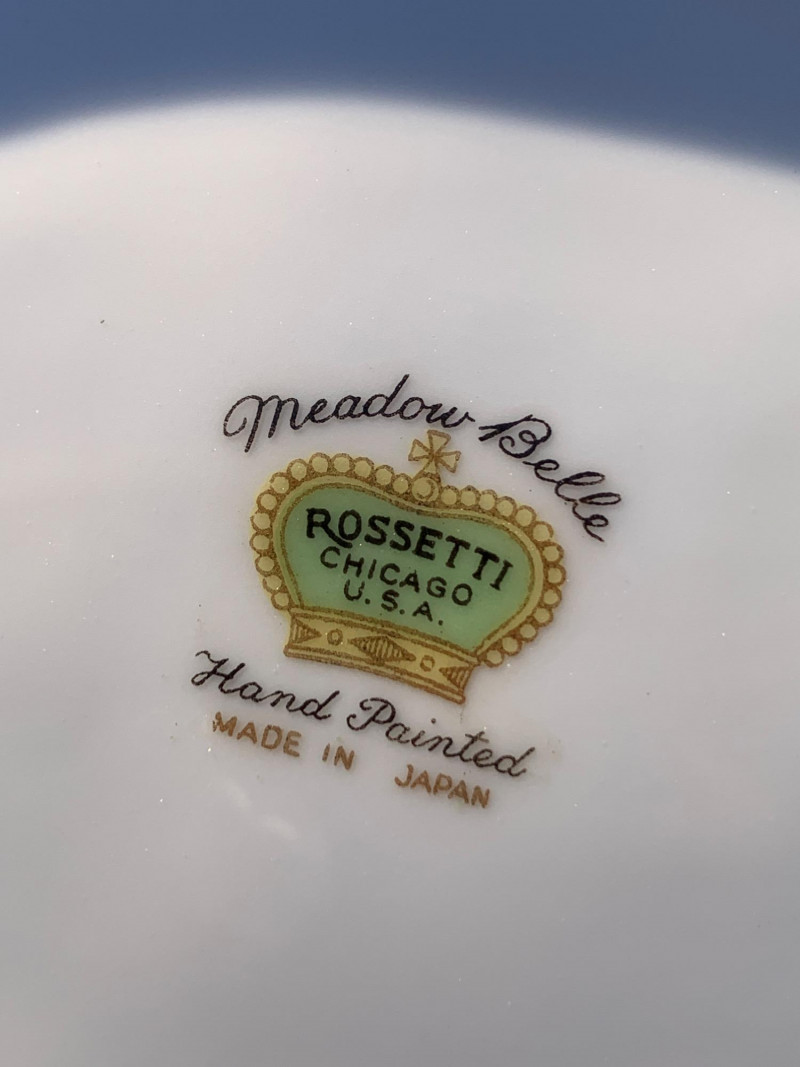 Meadow Belle
ROSSETTI
CHICAGO
U.S.A.
Hand Painted
MADE IN JAPAN